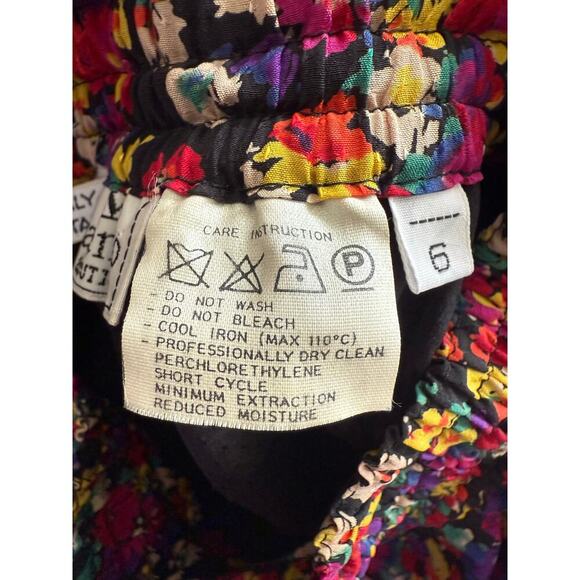 CARE INSTRUCTION
P
- DO NOT WASH
- DO NOT BLEACH
- COOL IRON (MAX 110°C)
- PROFESSIONALLY DRY CLEAN
PERCHLORETHYLENE
SHORT CYCLE
MINIMUM EXTRACTION
REDUCED MOISTURE
6